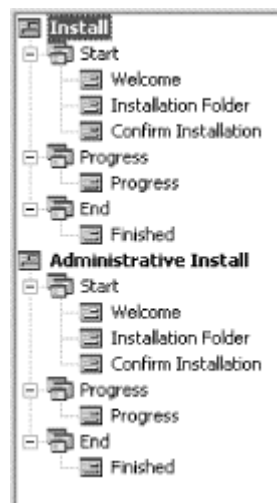 Install
Start
Welcome
Installation Folder
Confirm Installation
Progress
Progress
End
Finished
Administrative Install
Start
Welcome
Installation Folder
Confirm Installation
Progress
Progress
End
Finished